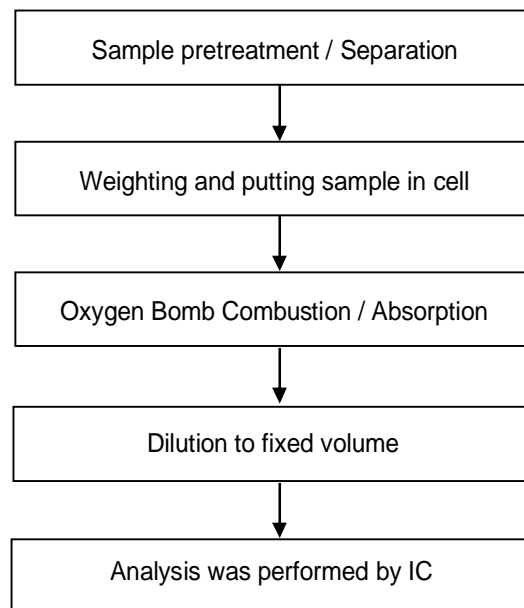 Sample pretreatment / Separation
Weighting and putting sample in cell
Oxygen Bomb Combustion / Absorption
Dilution to fixed volume
Analysis was performed by IC